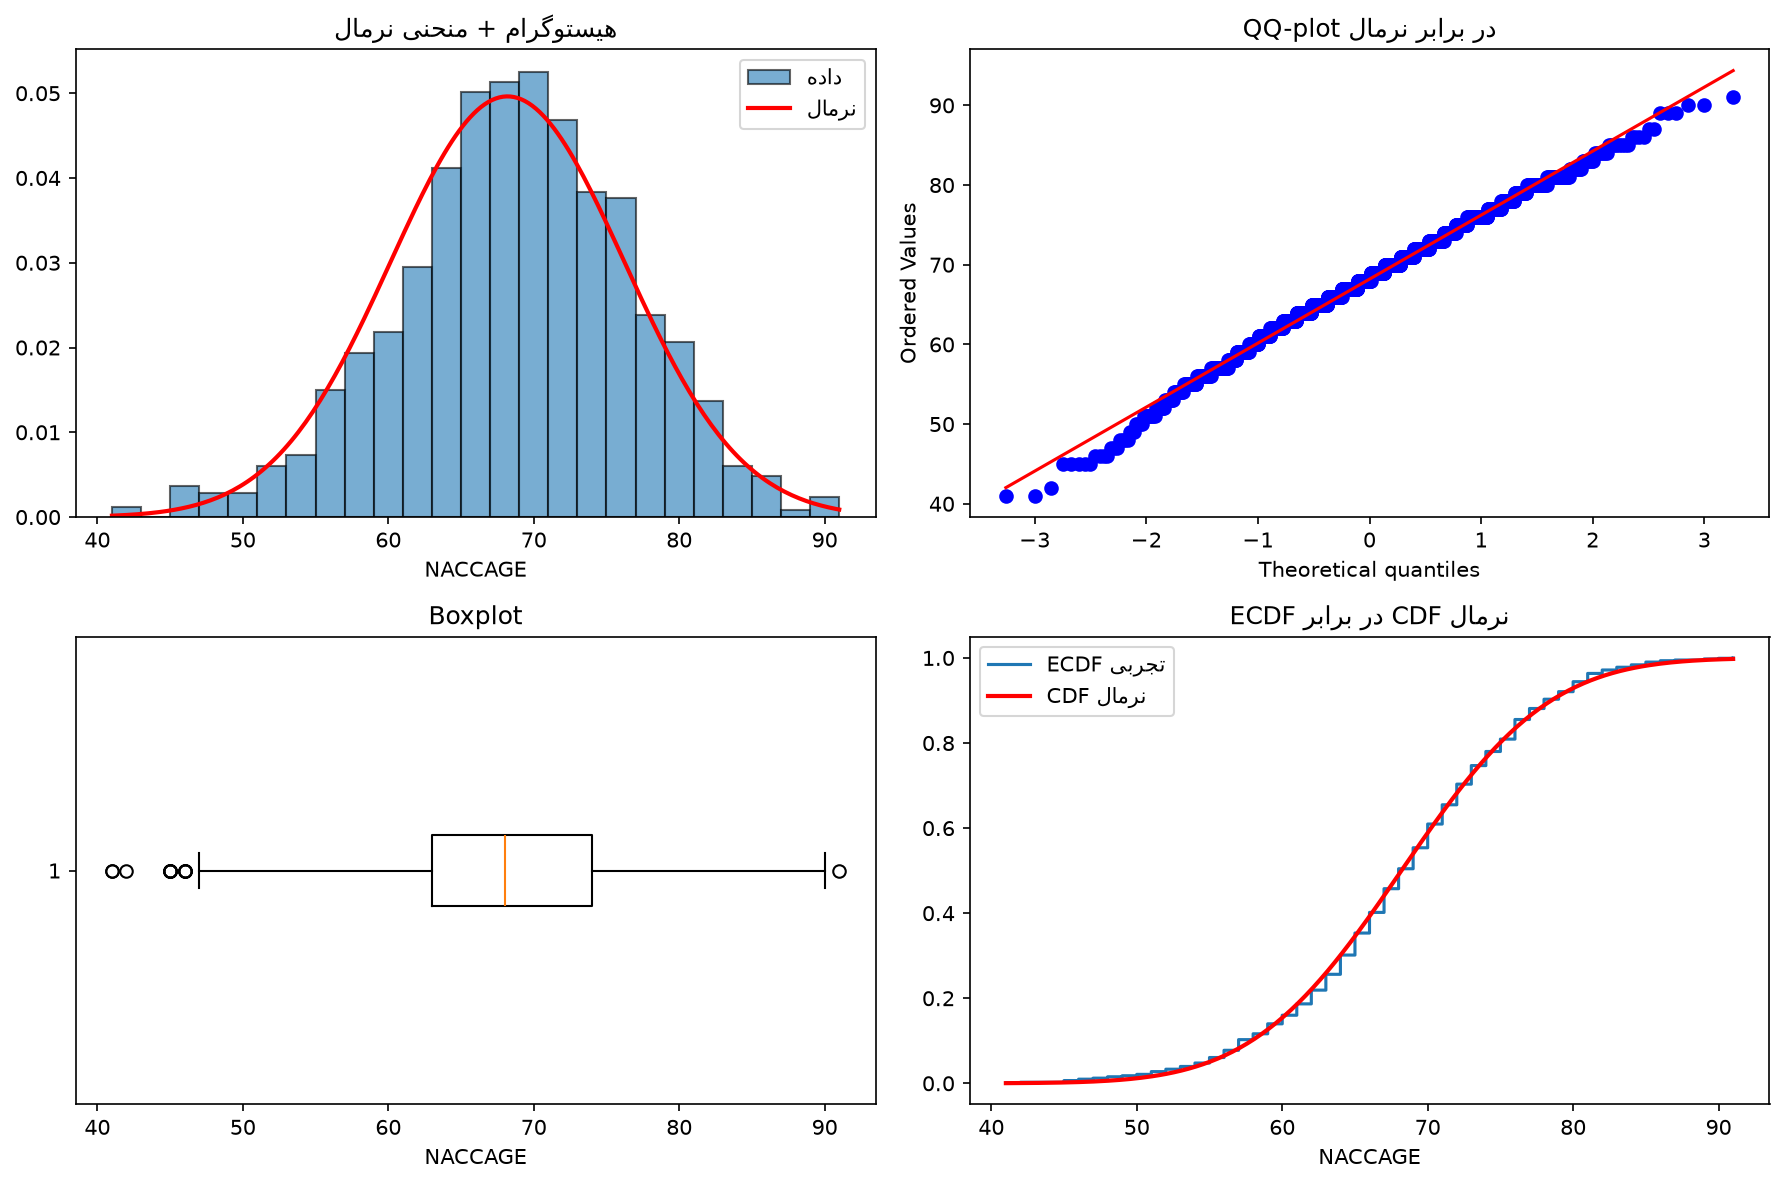 هیستوگرام + منحنی نرمال
داده
نرمال
0.05
0.04
0.03
0.02
0.01
0.00
40 50 60 70 80 90
NACCAGE
QQ-plot در برابر نرمال
Ordered Values
90
80
70
60
50
40
−3 −2 −1 0 1 2 3
Theoretical quantiles
Boxplot
1
40 50 60 70 80 90
NACCAGE
ECDF در برابر CDF نرمال
ECDF تجربی
CDF نرمال
1.0
0.8
0.6
0.4
0.2
0.0
40 50 60 70 80 90
NACCAGE